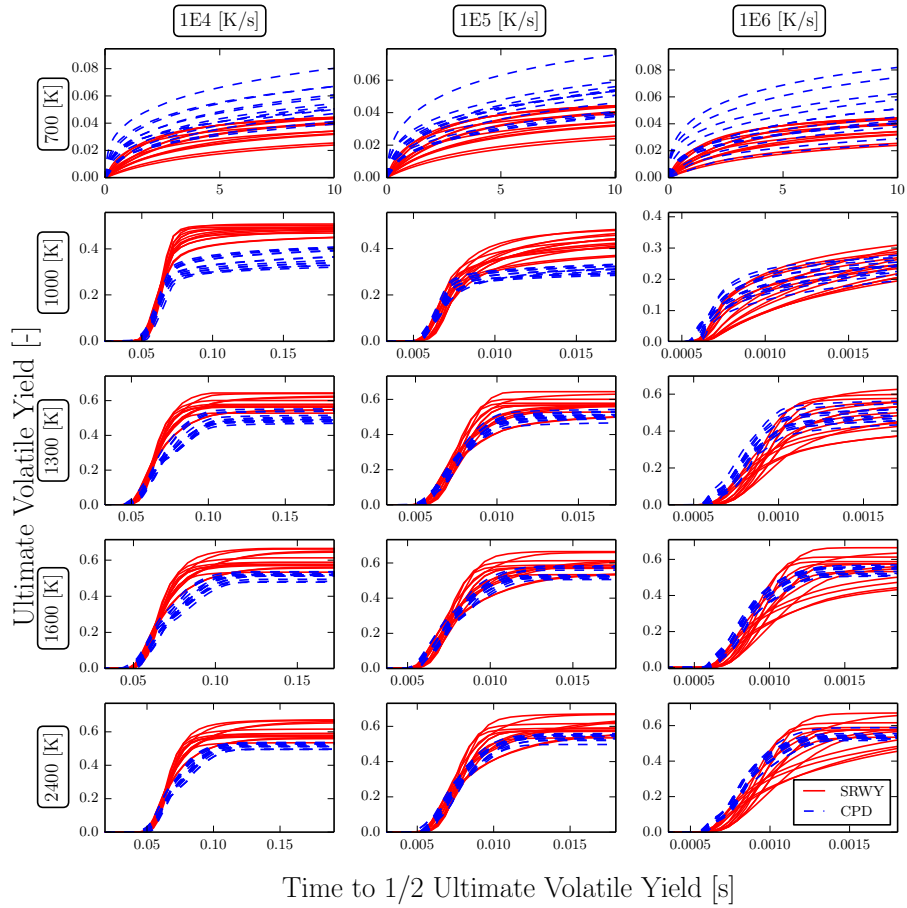 1E4 [K/s] 1E5 [K/s] 1E6 [K/s]
Ultimate Volatile Yield [-]
700 [K]
0.00 0.02 0.04 0.06 0.08
0 5 10
0.00 0.02 0.04 0.06
0 5 10
0.00 0.02 0.04 0.06 0.08
0 5 10
1000 [K]
0.0 0.2 0.4
0.05 0.10 0.15
0.0 0.2 0.4
0.005 0.010 0.015
0.0 0.1 0.2 0.3 0.4
0.0005 0.0010 0.0015
1300 [K]
0.0 0.2 0.4 0.6
0.05 0.10 0.15
0.0 0.2 0.4 0.6
0.005 0.010 0.015
0.0 0.2 0.4 0.6
0.0005 0.0010 0.0015
1600 [K]
0.0 0.2 0.4 0.6
0.05 0.10 0.15
0.0 0.2 0.4 0.6
0.005 0.010 0.015
0.0 0.2 0.4 0.6
0.0005 0.0010 0.0015
2400 [K]
0.0 0.2 0.4 0.6
0.05 0.10 0.15
0.0 0.2 0.4 0.6
0.005 0.010 0.015
0.0 0.2 0.4 0.6
0.0005 0.0010 0.0015
SRWY
CPD
Time to 1/2 Ultimate Volatile Yield [s]